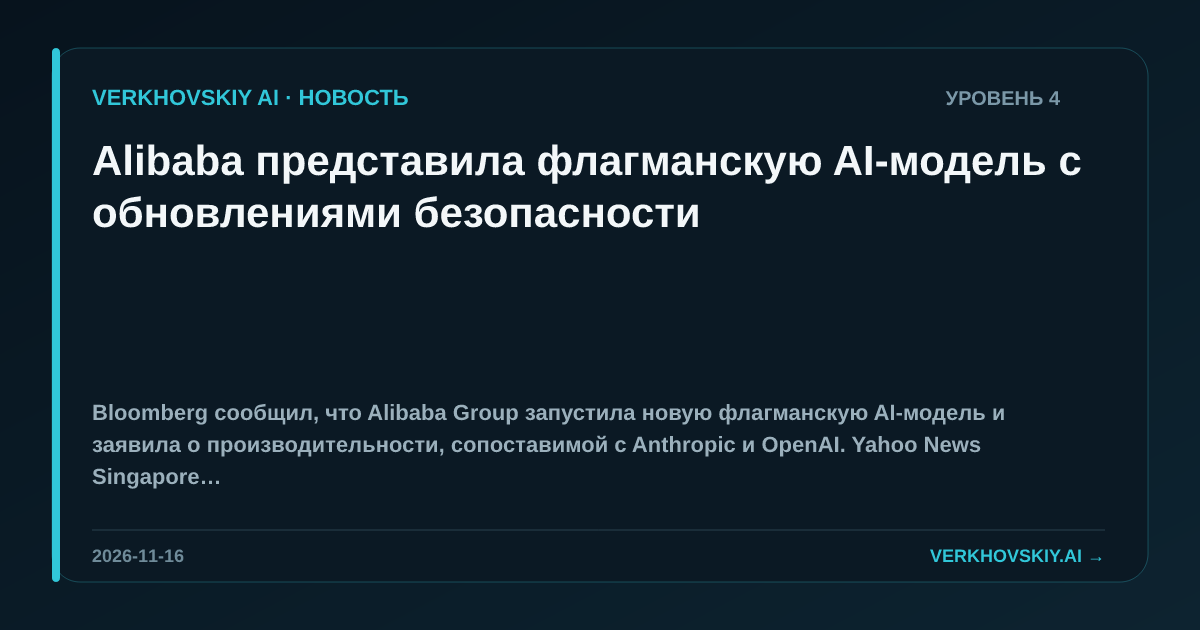 VERKHOVSKIY AI · НОВОСТЬ
УРОВЕНЬ 4
Alibaba представила флагманскую AI-модель с
обновлениями безопасности
Bloomberg сообщил, что Alibaba Group запустила новую флагманскую AI-модель и
заявила о производительности, сопоставимой с Anthropic и OpenAI. Yahoo News
Singapore…
2026-11-16
VERKHOVSKIY.AI →